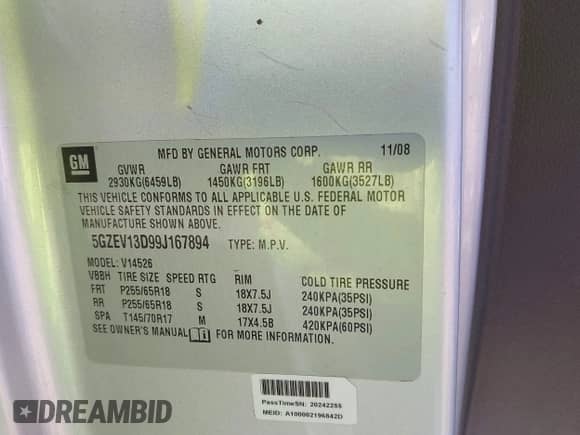 GM
MFD BY GENERAL MOTORS CORP. 11/08
GVWR GAWR FRT GAWR RR
2930KG(6459LB) 1450KG(3196LB) 1600KG(3527LB)
THIS VEHICLE CONFORMS TO ALL APPLICABLE U.S. FEDERAL MOTOR
VEHICLE SAFETY STANDARDS IN EFFECT ON THE DATE OF
MANUFACTURE SHOWN ABOVE.
5GZEV13D99J167894 TYPE: M.P.V.
MODEL: V14526
VBBH TIRE SIZE SPEED RTG RIM COLD TIRE PRESSURE
FRT P255/65R18 S 18X7.5J 240KPA(35PSI)
RR P255/65R18 S 18X7.5J 240KPA(35PSI)
SPA T145/70R17 M 17X4.5B 420KPA(60PSI)
SEE OWNER'S MANUAL FOR MORE INFORMATION.
PassTimeSN: 20242255
MEID: A100002196842D
DREAMBID